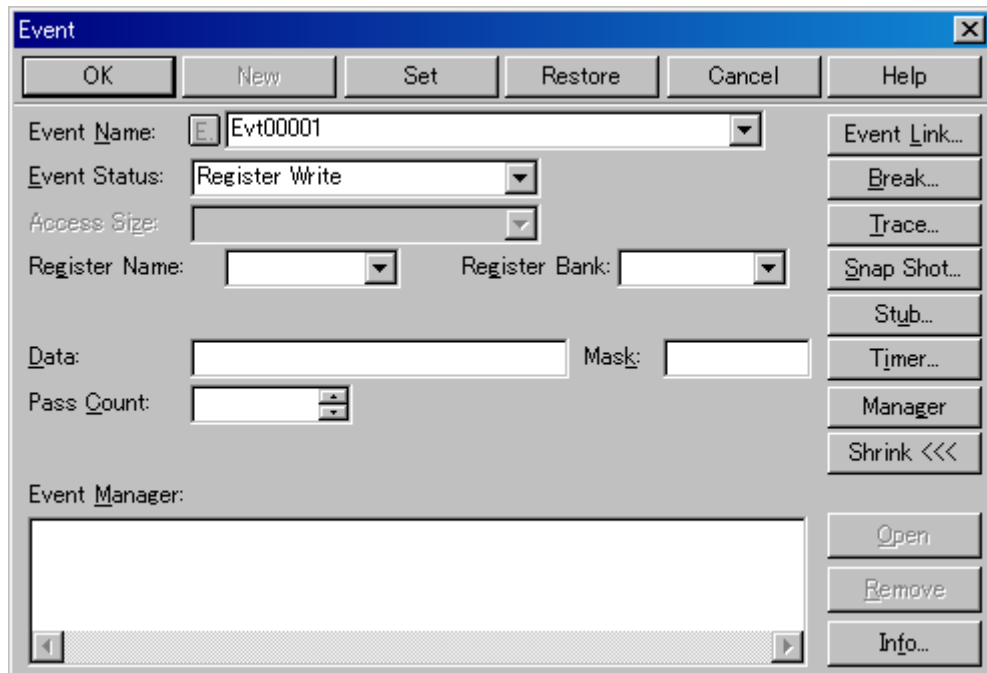 Event
OK New Set Restore Cancel Help
Event Name: E. Evt00001 Event Link...
Event Status: Register Write Break...
Access Size: Trace...
Register Name: Register Bank: Snap Shot...
Stub...
Data: Mask: Timer...
Pass Count: Manager
Shrink <<<
Event Manager:
Open
Remove
Info...